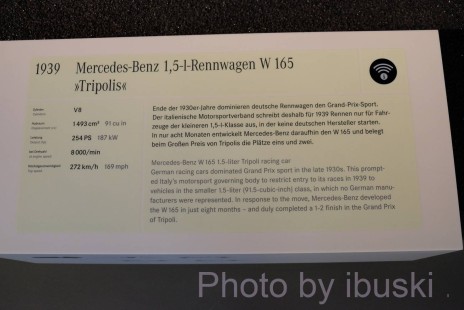 1939 Mercedes-Benz 1,5-l-Rennwagen W 165
»Tripolis«
V8
1493 cm³ 91 cu in
254 PS 187 kW
8 000/min
272 km/h 169 mph
Ende der 1930er-Jahre dominieren deutsche Rennwagen den Grand-Prix-Sport.
Der italienische Motorsportverband schreibt deshalb für 1939 Rennen nur für Fahr-
zeuge der kleineren 1,5-l-Klasse aus, in der keine deutschen Hersteller starten.
In nur acht Monaten entwickelt Mercedes-Benz daraufhin den W 165 und belegt
beim Großen Preis von Tripolis die Plätze eins und zwei.
Mercedes-Benz W 165 1.5-liter Tripoli racing car
German racing cars dominated Grand Prix sport in the late 1930s. This prompt-
ed Italy's motorsport governing body to restrict entry to its races in 1939 to
vehicles in the smaller 1.5-litre (91.5-cubic-inch) class, in which no German manu-
facturers were represented. In response to the move, Mercedes-Benz developed
the W 165 in just eight months – and duly completed a 1-2 finish in the Grand Prix
of Tripoli.
Photo by ibuski